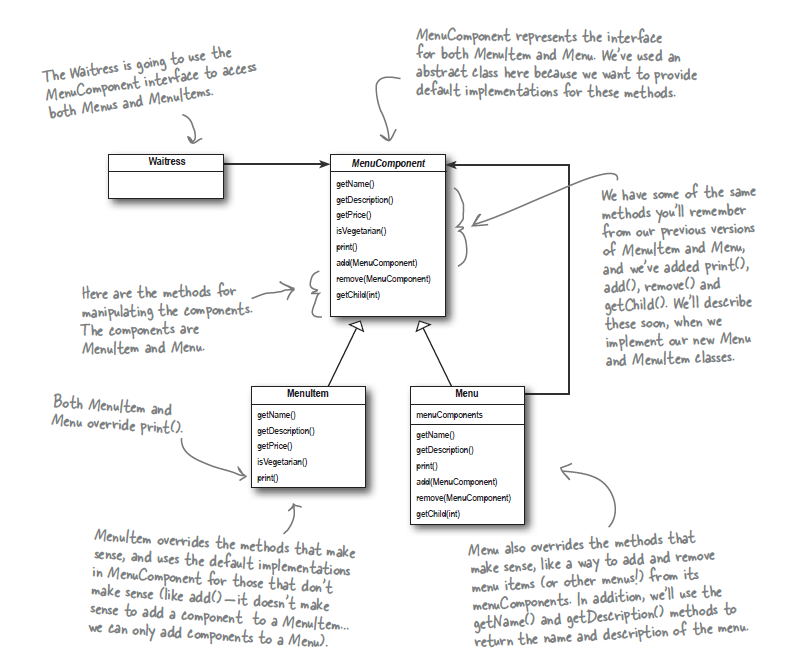 The Waitress is going to use the
MenuComponent interface to access
both Menus and MenuItems.
MenuComponent represents the interface
for both MenuItem and Menu. We've used an
abstract class here because we want to provide
default implementations for these methods.
Waitress
MenuComponent
getName()
getDescription()
getPrice()
isVegetarian()
print()
add(MenuComponent)
remove(MenuComponent)
getChild(int)
We have some of the same
methods you'll remember
from our previous versions
of MenuItem and Menu,
and we've added print(),
add(), remove() and
getChild(). We'll describe
these soon, when we
implement our new Menu
and MenuItem classes.
Here are the methods for
manipulating the components.
The components are
MenuItem and Menu.
Both MenuItem and
Menu override print().
MenuItem
getName()
getDescription()
getPrice()
isVegetarian()
print()
Menu
menuComponents
getName()
getDescription()
print()
add(MenuComponent)
remove(MenuComponent)
getChild(int)
MenuItem overrides the methods that make
sense, and uses the default implementations
in MenuComponent for those that don't
make sense (like add()—it doesn't make
sense to add a component to a MenuItem...
we can only add components to a Menu).
Menu also overrides the methods that
make sense, like a way to add and remove
menu items (or other menus!) from its
menuComponents. In addition, we'll use the
getName() and getDescription() methods to
return the name and description of the menu.